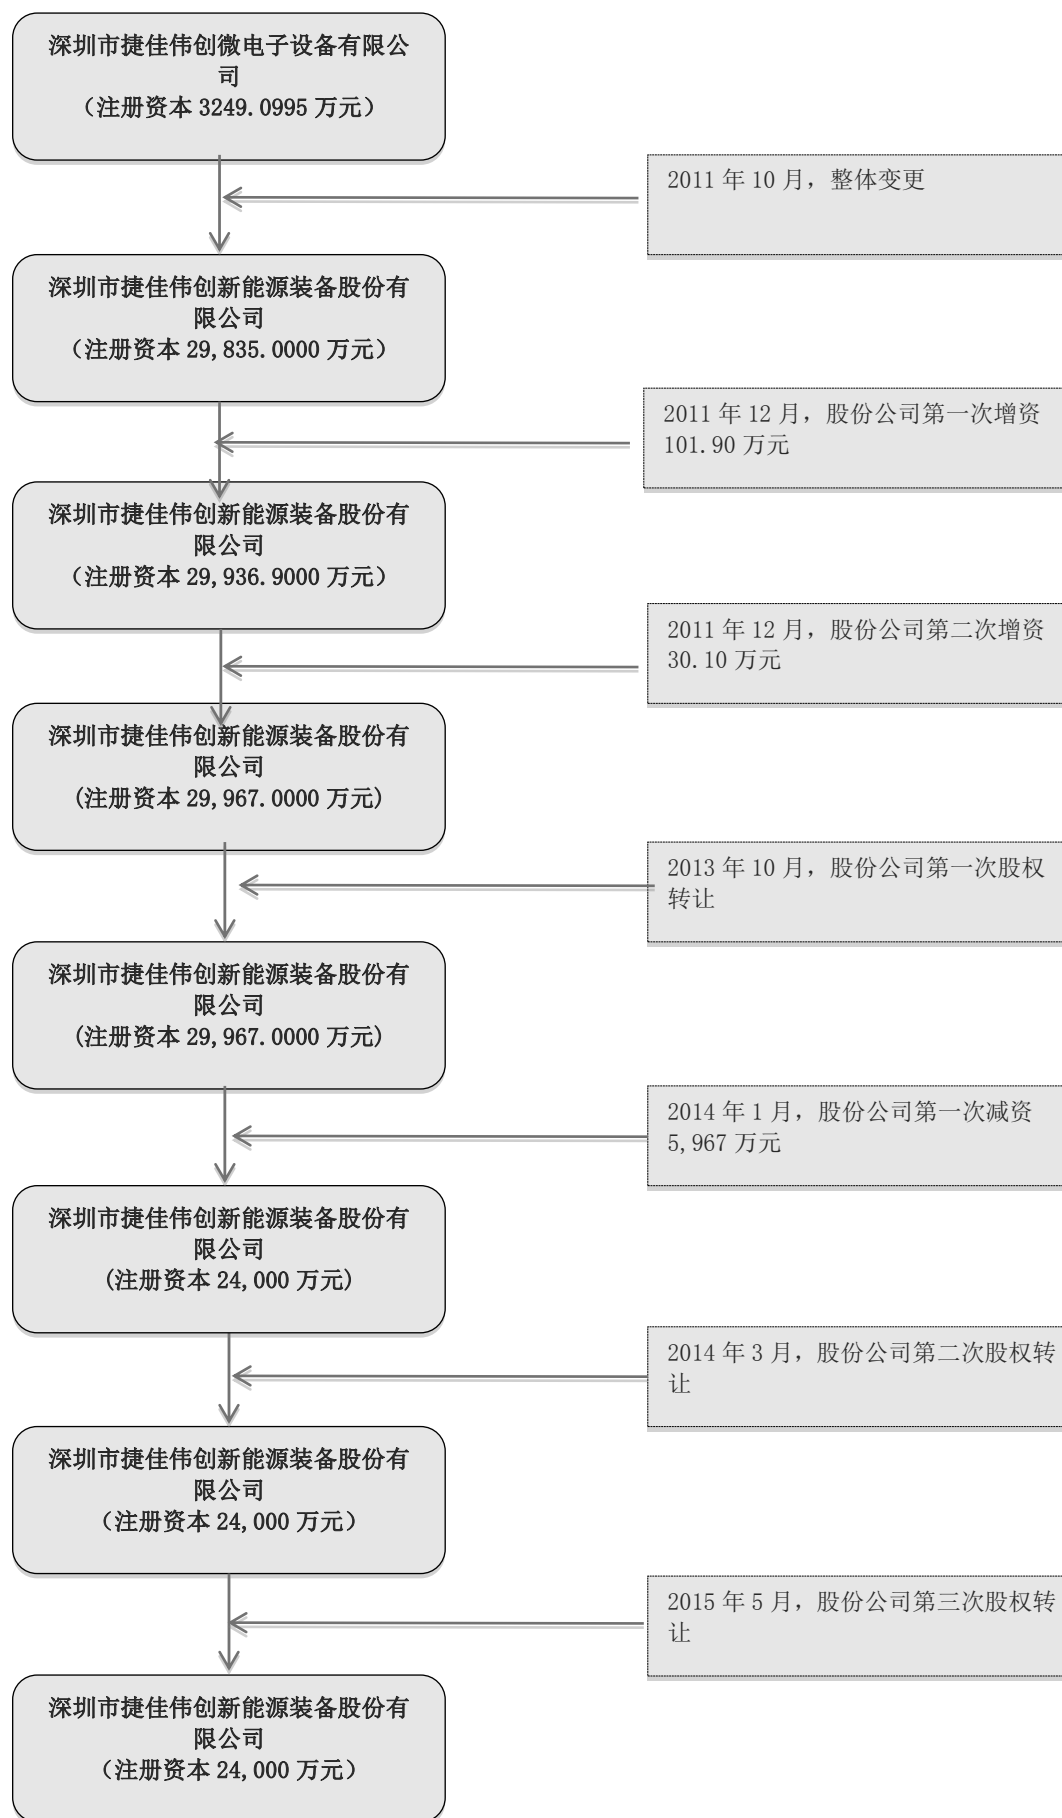 深圳市捷佳伟创微电子设备有限公
司
（注册资本 3249.0995 万元）
2011 年 10 月，整体变更
深圳市捷佳伟创新能源装备股份有
限公司
（注册资本 29,835.0000 万元）
2011 年 12 月，股份公司第一次增资
101.90 万元
深圳市捷佳伟创新能源装备股份有
限公司
（注册资本 29,936.9000 万元）
2011 年 12 月，股份公司第二次增资
30.10 万元
深圳市捷佳伟创新能源装备股份有
限公司
(注册资本 29,967.0000 万元)
2013 年 10 月，股份公司第一次股权
转让
深圳市捷佳伟创新能源装备股份有
限公司
(注册资本 29,967.0000 万元)
2014 年 1 月，股份公司第一次减资
5,967 万元
深圳市捷佳伟创新能源装备股份有
限公司
(注册资本 24,000 万元)
2014 年 3 月，股份公司第二次股权转
让
深圳市捷佳伟创新能源装备股份有
限公司
（注册资本 24,000 万元）
2015 年 5 月，股份公司第三次股权转
让
深圳市捷佳伟创新能源装备股份有
限公司
（注册资本 24,000 万元）